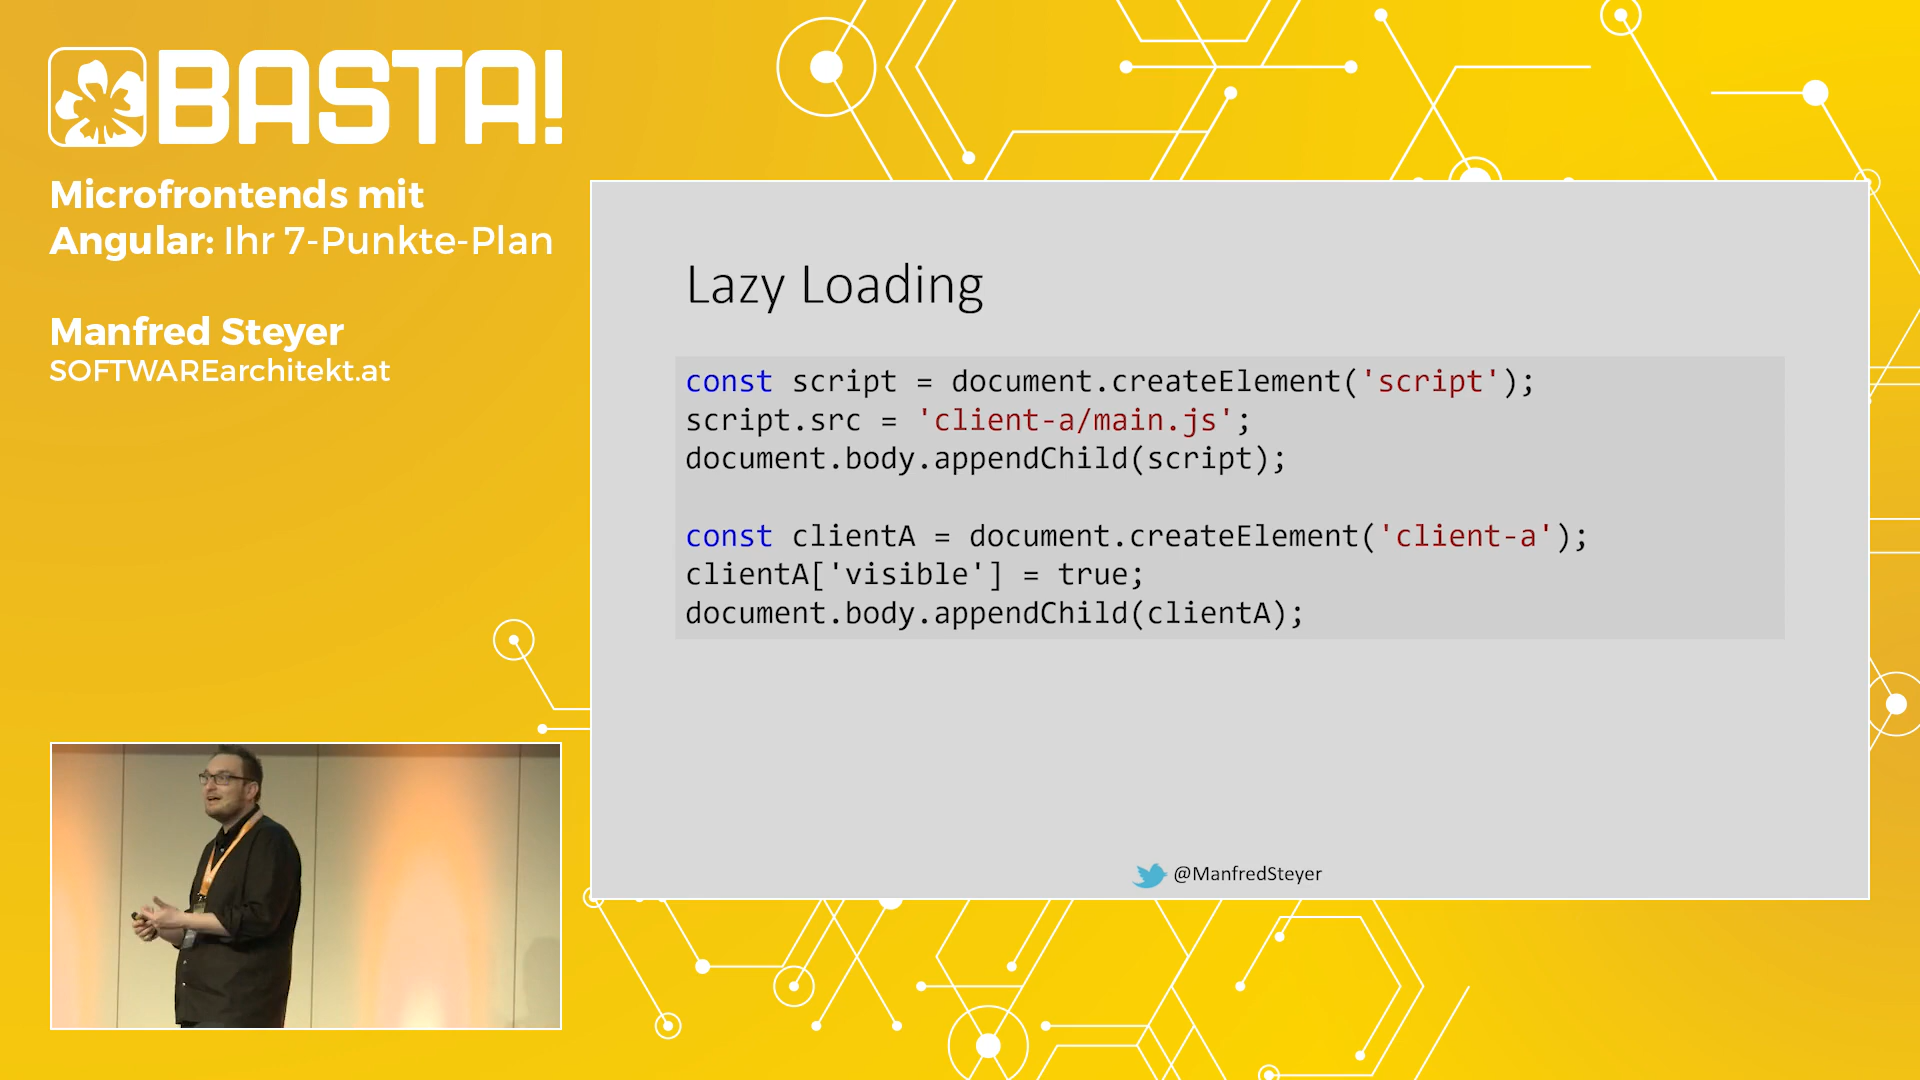 BASTA!
Microfrontends mit
Angular: Ihr 7-Punkte-Plan
Manfred Steyer
SOFTWAREarchitekt.at
Lazy Loading
const script = document.createElement('script');
script.src = 'client-a/main.js';
document.body.appendChild(script);
const clientA = document.createElement('client-a');
clientA['visible'] = true;
document.body.appendChild(clientA);
@ManfredSteyer